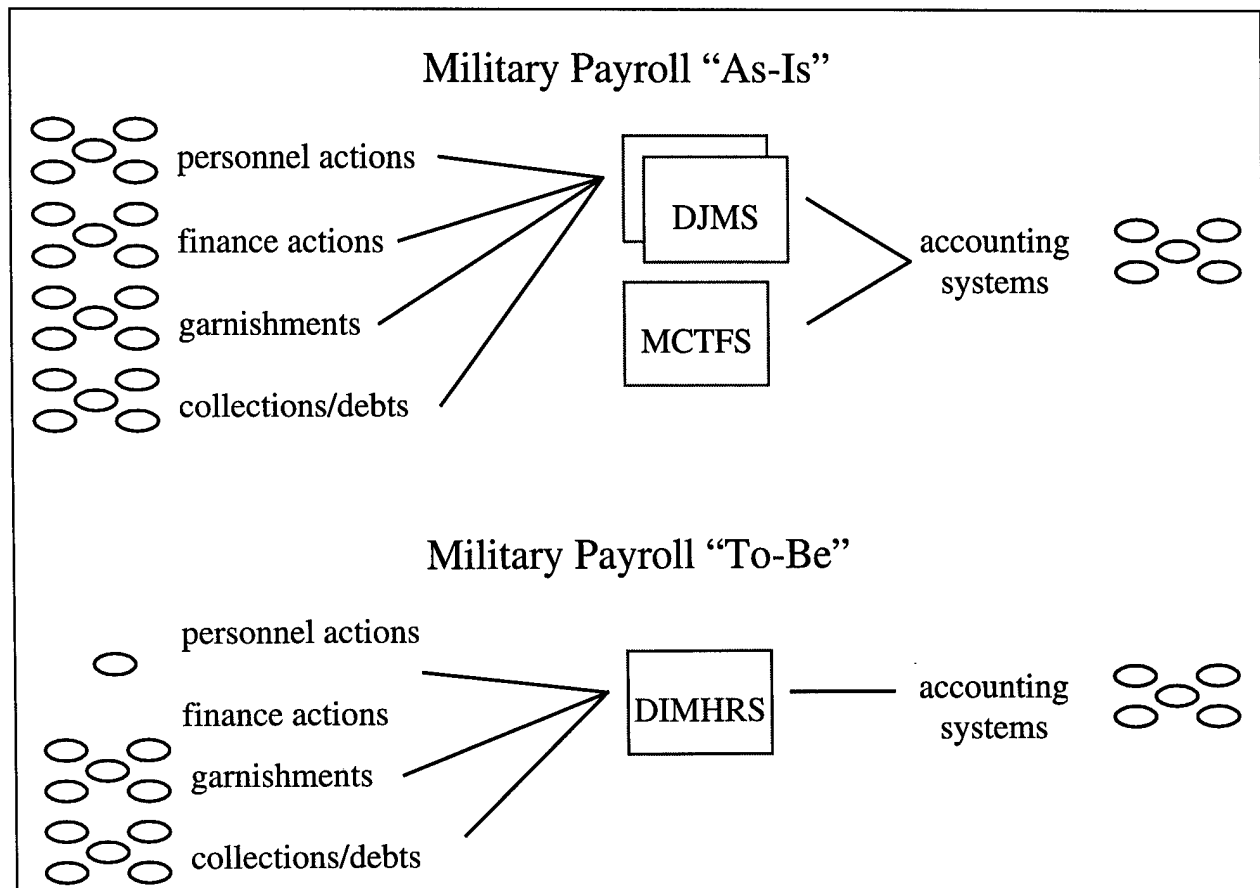 Military Payroll “As-Is”
personnel actions
finance actions
garnishments
collections/debts
DJMS
MCTFS
accounting
systems
Military Payroll “To-Be”
personnel actions
finance actions
garnishments
collections/debts
DIMHRS
accounting
systems